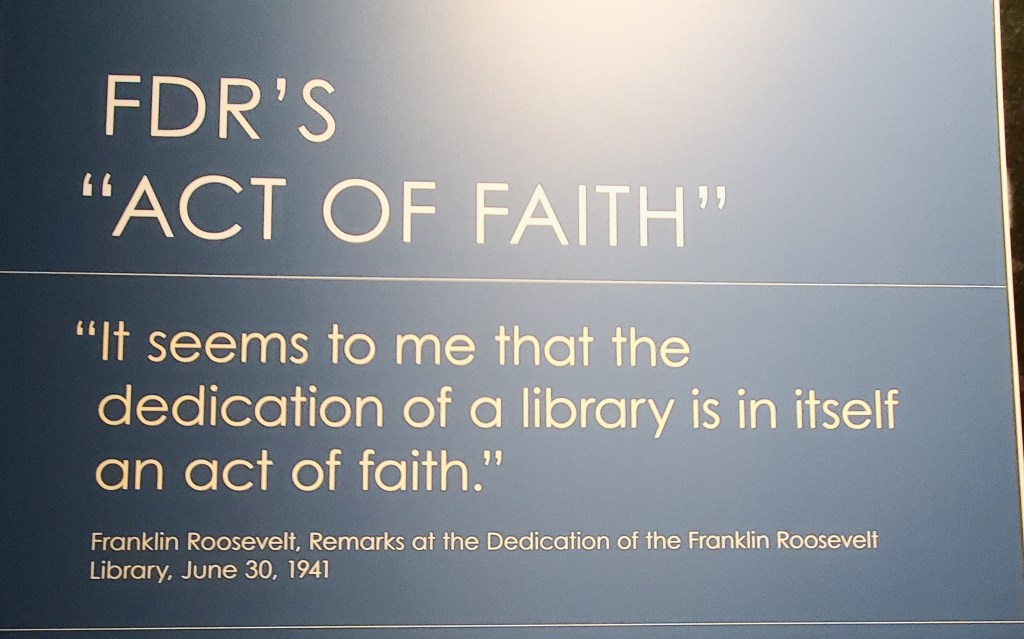 FDR’S
“ACT OF FAITH”
“It seems to me that the
dedication of a library is in itself
an act of faith.”
Franklin Roosevelt, Remarks at the Dedication of the Franklin Roosevelt
Library, June 30, 1941